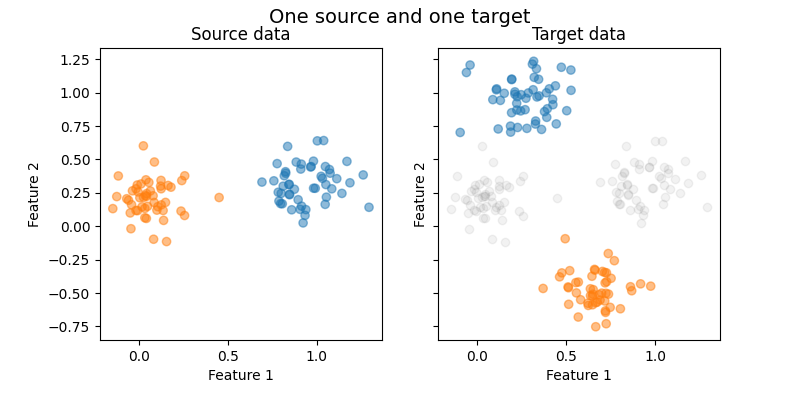 One source and one target
Source data
Target data
Feature 2
1.25
1.00
0.75
0.50
0.25
0.00
−0.25
−0.50
−0.75
0.0 0.5 1.0
Feature 1
Feature 2
0.0 0.5 1.0
Feature 1